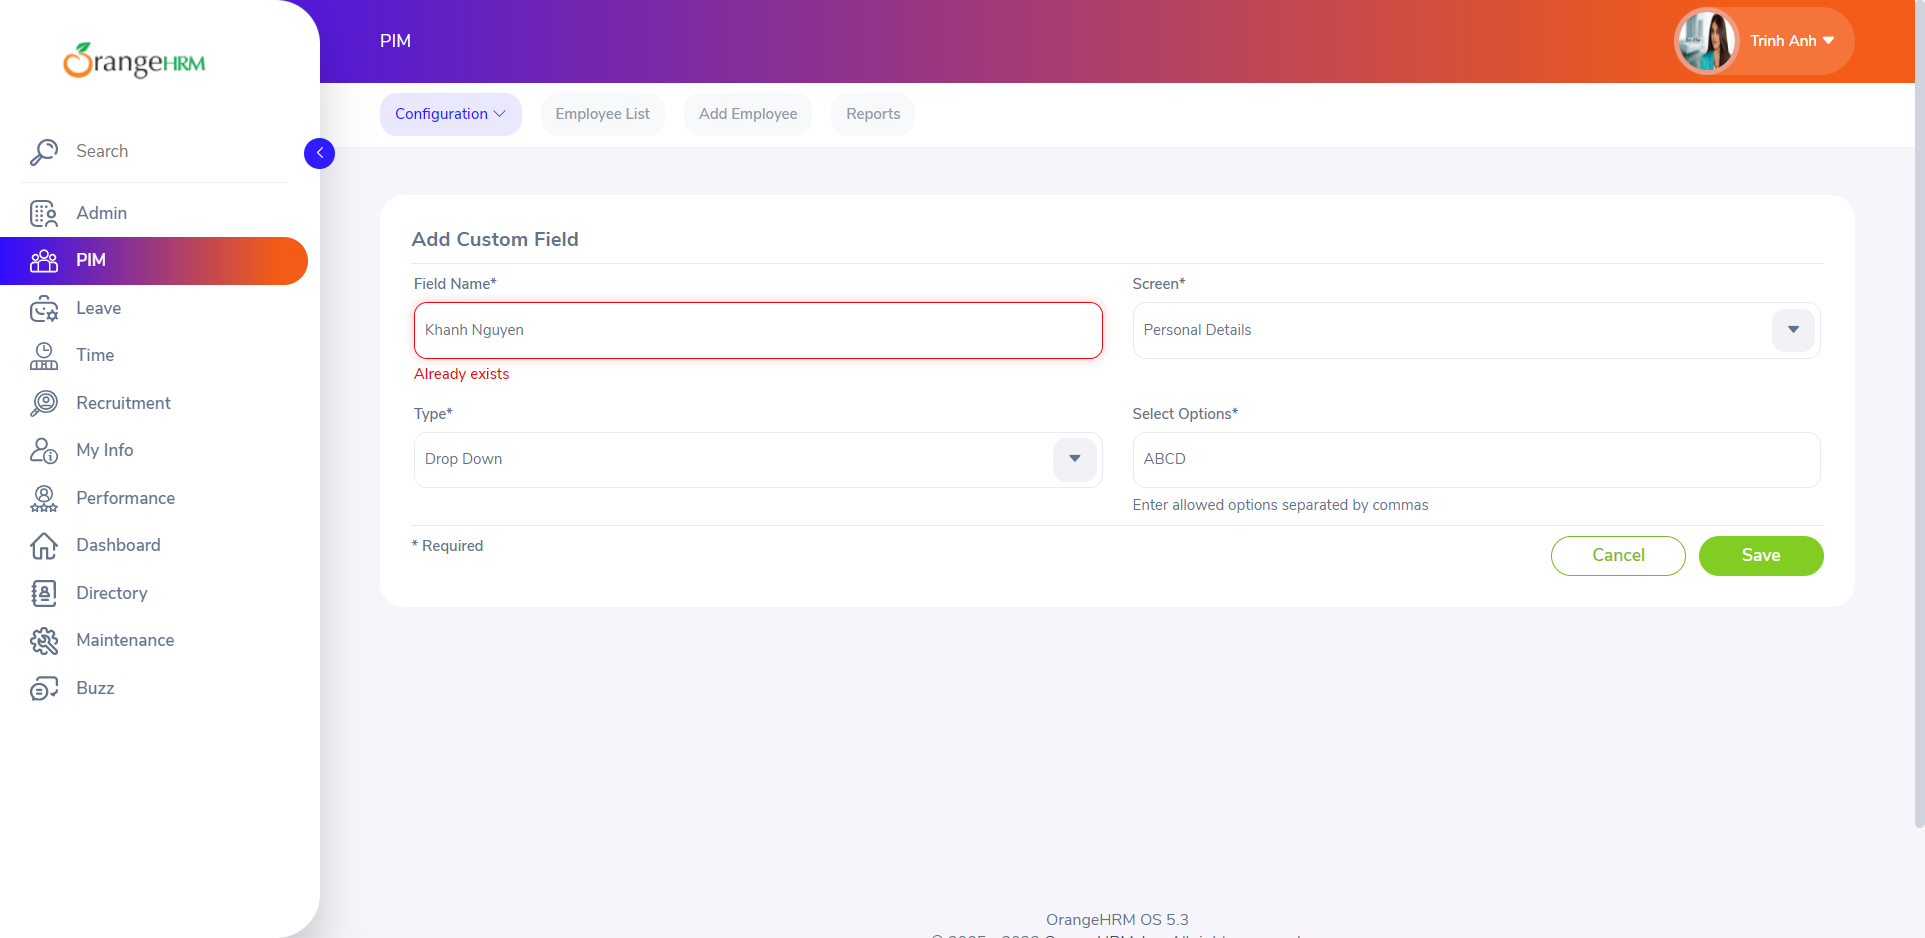 OrangeHRM
Search
Admin
PIM
Leave
Time
Recruitment
My Info
Performance
Dashboard
Directory
Maintenance
Buzz
PIM
Trinh Anh
Configuration
Employee List
Add Employee
Reports
Add Custom Field
Field Name*
Screen*
Khanh Nguyen
Personal Details
Already exists
Type*
Select Options*
Drop Down
ABCD
Enter allowed options separated by commas
* Required
Cancel
Save
OrangeHRM OS 5.3